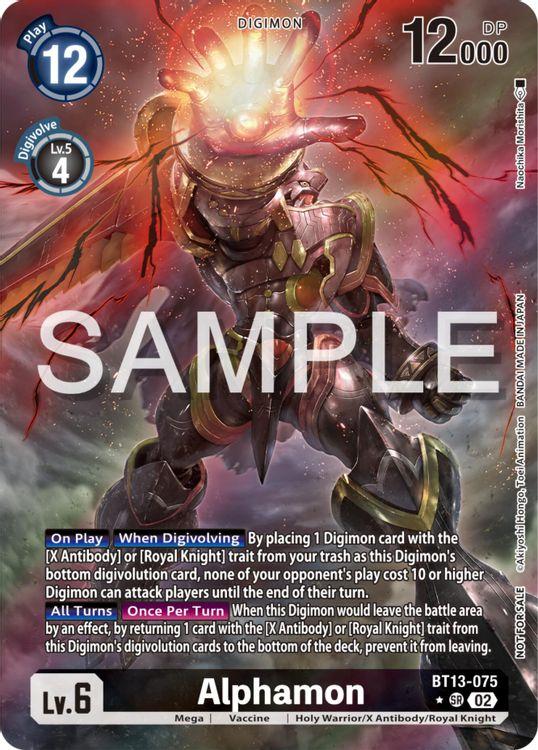 Play
12
DIGIMON
12000
DP
Digivolve
Lv.5
4
Naochika Morishita
SAMPLE
©Akiyoshi Hongo, Toei Animation BANDAI MADE IN JAPAN
NOT FOR SALE
On Play When Digivolving By placing 1 Digimon card with the
[X Antibody] or [Royal Knight] trait from your trash as this Digimon's
bottom digivolution card, none of your opponent's play cost 10 or higher
Digimon can attack players until the end of their turn.
All Turns Once Per Turn When this Digimon would leave the battle area
by an effect, by returning 1 card with the [X Antibody] or [Royal Knight] trait from
this Digimon's digivolution cards to the bottom of the deck, prevent it from leaving.
Lv.6
Alphamon
BT13-075
★ SR 02
Mega | Vaccine | Holy Warrior/X Antibody/Royal Knight